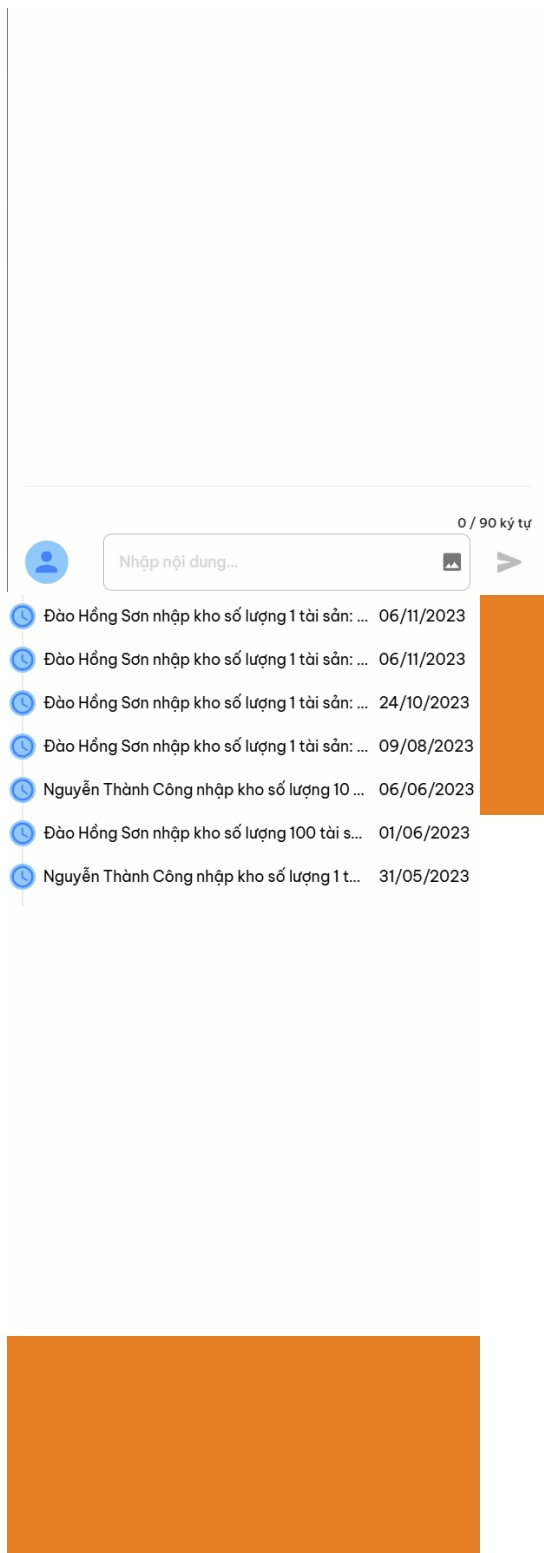 0 / 90 ký tự
Nhập nội dung...
Đào Hồng Sơn nhập kho số lượng 1 tài sản: ... 06/11/2023
Đào Hồng Sơn nhập kho số lượng 1 tài sản: ... 06/11/2023
Đào Hồng Sơn nhập kho số lượng 1 tài sản: ... 24/10/2023
Đào Hồng Sơn nhập kho số lượng 1 tài sản: ... 09/08/2023
Nguyễn Thành Công nhập kho số lượng 10 ... 06/06/2023
Đào Hồng Sơn nhập kho số lượng 100 tài s... 01/06/2023
Nguyễn Thành Công nhập kho số lượng 1 t... 31/05/2023